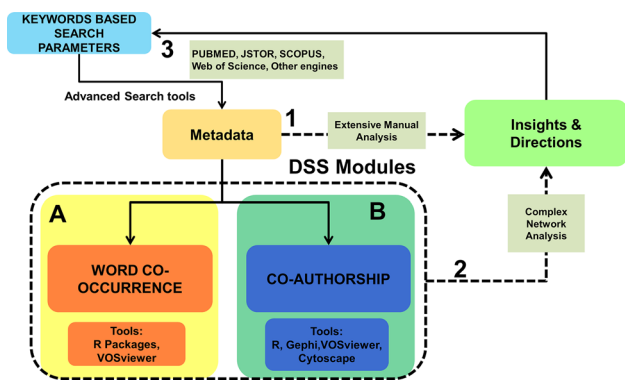 KEYWORDS BASED
SEARCH
PARAMETERS
3
PUBMED, JSTOR, SCOPUS,
Web of Science, Other engines
Advanced Search tools
Metadata
1
Extensive Manual
Analysis
Insights &
Directions
DSS Modules
A
B
WORD CO-
OCCURRENCE
CO-AUTHORSHIP
2
Complex
Network
Analysis
Tools:
R Packages,
VOSviewer
Tools:
R, Gephi,VOSviewer,
Cytoscape